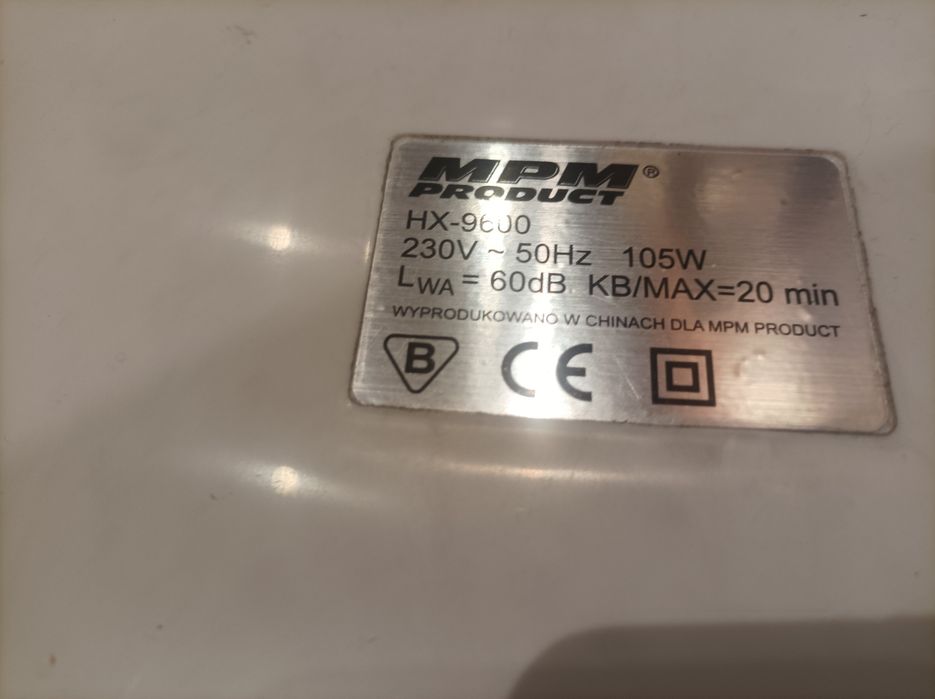 MPM®
PRODUCT
HX-9600
230V ~ 50Hz 105W
LWA = 60dB KB/MAX=20 min
WYPRODUKOWANO W CHINACH DLA MPM PRODUCT
B CE